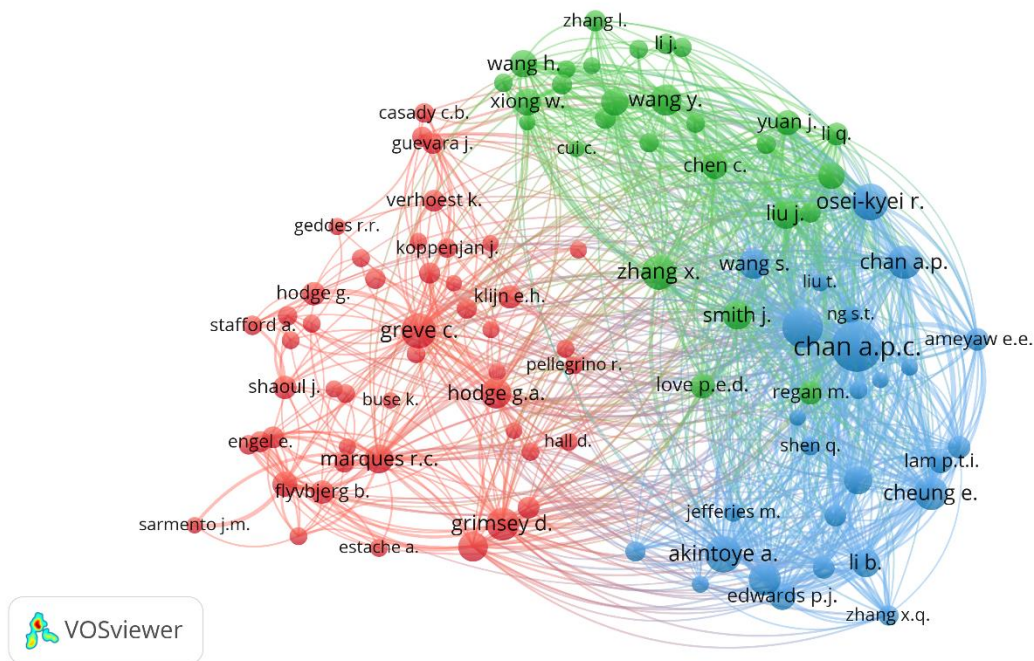 zhang l.
li j.
wang h.
xiong w.
wang y.
casady c.b.
guevara j.
yuan j.
li q.
cui c.
chen c.
verhoest k.
osei-kyei r.
geddes r.r.
liu j.
koppenjan j.
wang s.
chan a.p.
zhang x.
liu t.
hodge g.
klijn e.h.
stafford a.
smith j.
ng s.t.
greve c.
chan a.p.c.
ameyaw e.e.
pellegrino r.
shaoul j.
love p.e.d.
regan m.
buse k.
hodge g.a.
engel e.
hall d.
shen q.
marques r.c.
lam p.t.i.
flyvbjerg b.
cheung e.
jefferies m.
sarmento j.m.
grimsey d.
estache a.
akintoye a.
li b.
edwards p.j.
zhang x.q.
VOSviewer